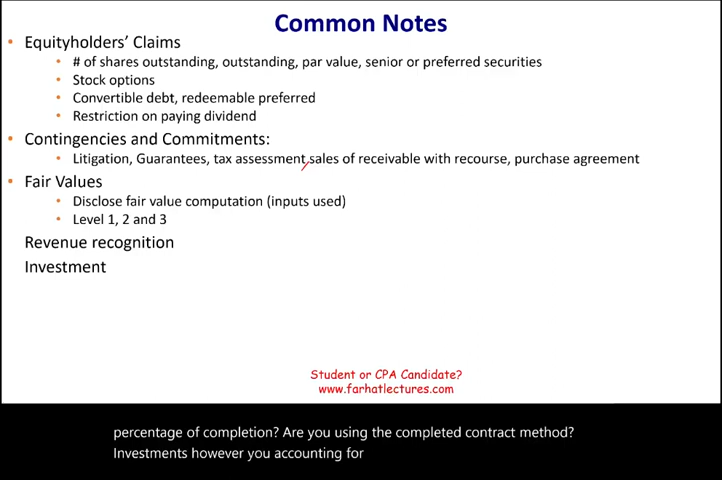 Common Notes
• Equityholders' Claims
• # of shares outstanding, outstanding, par value, senior or preferred securities
• Stock options
• Convertible debt, redeemable preferred
• Restriction on paying dividend
• Contingencies and Commitments:
• Litigation, Guarantees, tax assessment sales of receivable with recourse, purchase agreement
• Fair Values
• Disclose fair value computation (inputs used)
• Level 1, 2 and 3
Revenue recognition
Investment
Student or CPA Candidate?
www.farhatlectures.com
percentage of completion? Are you using the completed contract method?
Investments however you accounting for